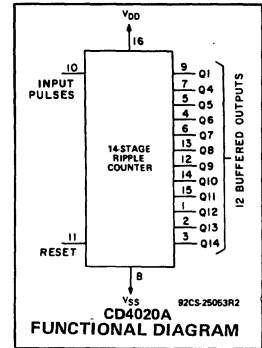 VDD
16
10
INPUT
PULSES
14-STAGE
RIPPLE
COUNTER
9 Q1
7 Q4
5 Q5
4 Q6
6 Q7
13 Q8
12 Q9
14 Q10
15 Q11
1 Q12
2 Q13
3 Q14
12 BUFFERED OUTPUTS
11
RESET
8
VSS
92CS-25053R2
CD4020A
FUNCTIONAL DIAGRAM